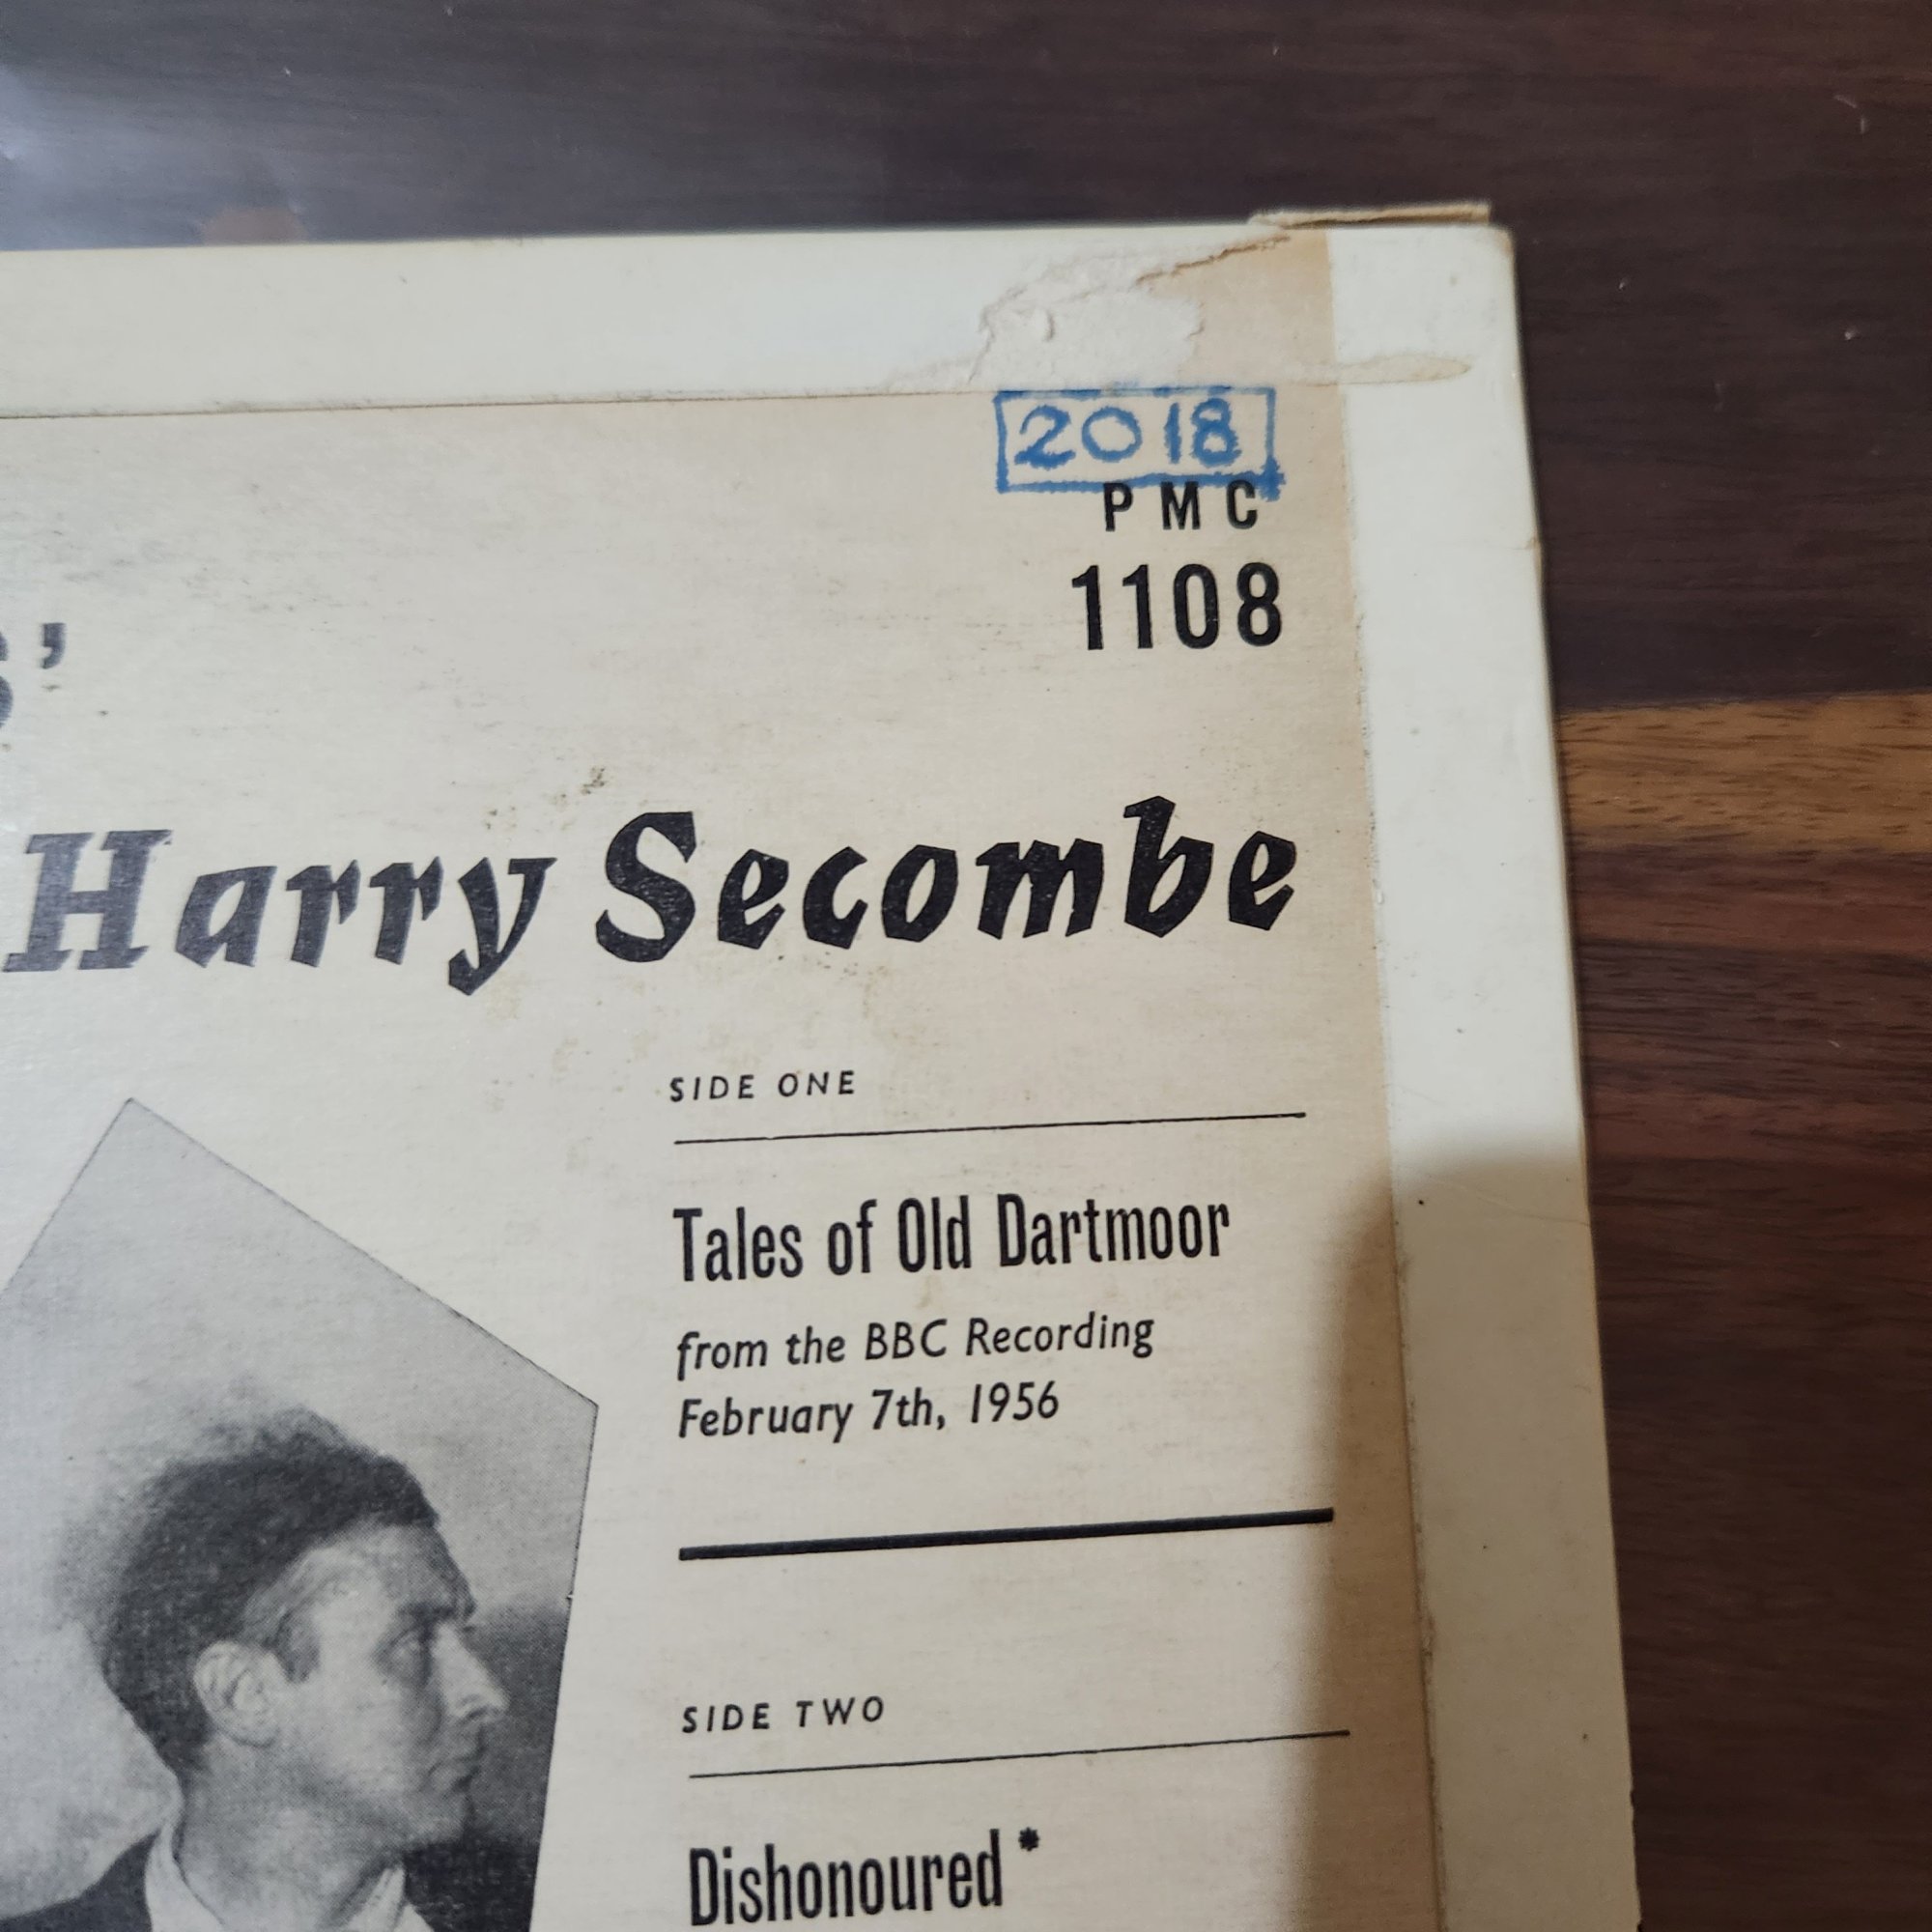 2018
PMC
1108
Harry Secombe
SIDE ONE
Tales of Old Dartmoor
from the BBC Recording
February 7th, 1956
SIDE TWO
Dishonoured*